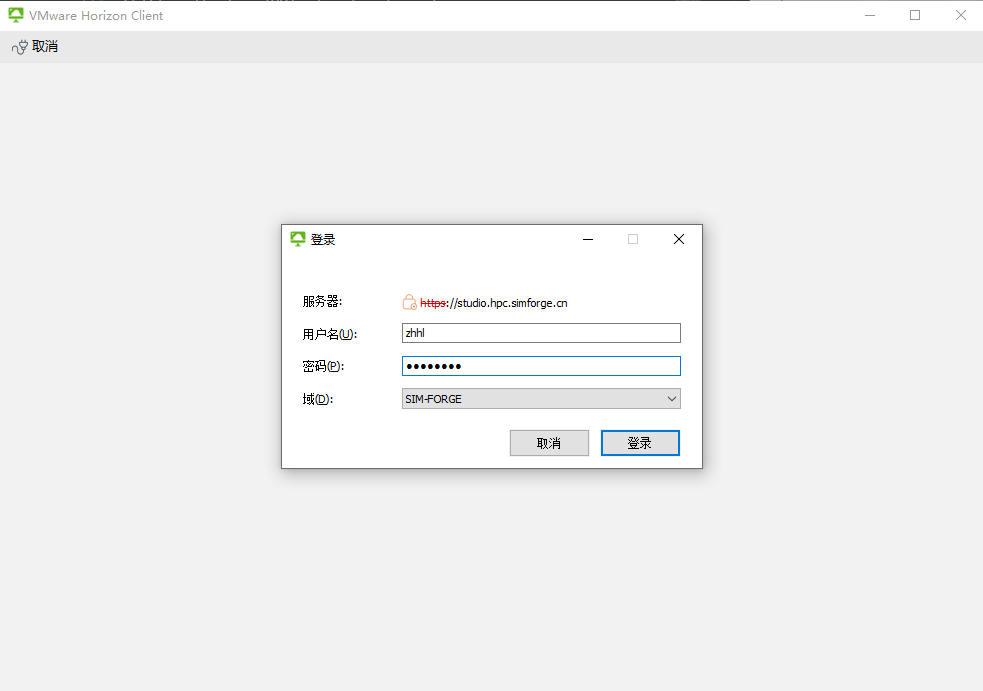 VMware Horizon Client
取消
登录
服务器: https://studio.hpc.simforge.cn
用户名(U): zhhl
密码(P): ••••••••
域(D): SIM-FORGE
取消 登录